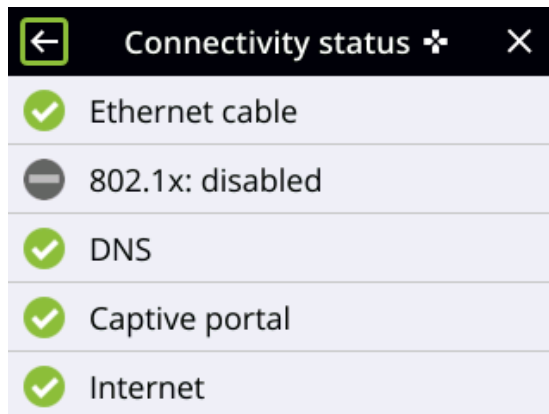 Connectivity status
Ethernet cable
802.1x: disabled
DNS
Captive portal
Internet